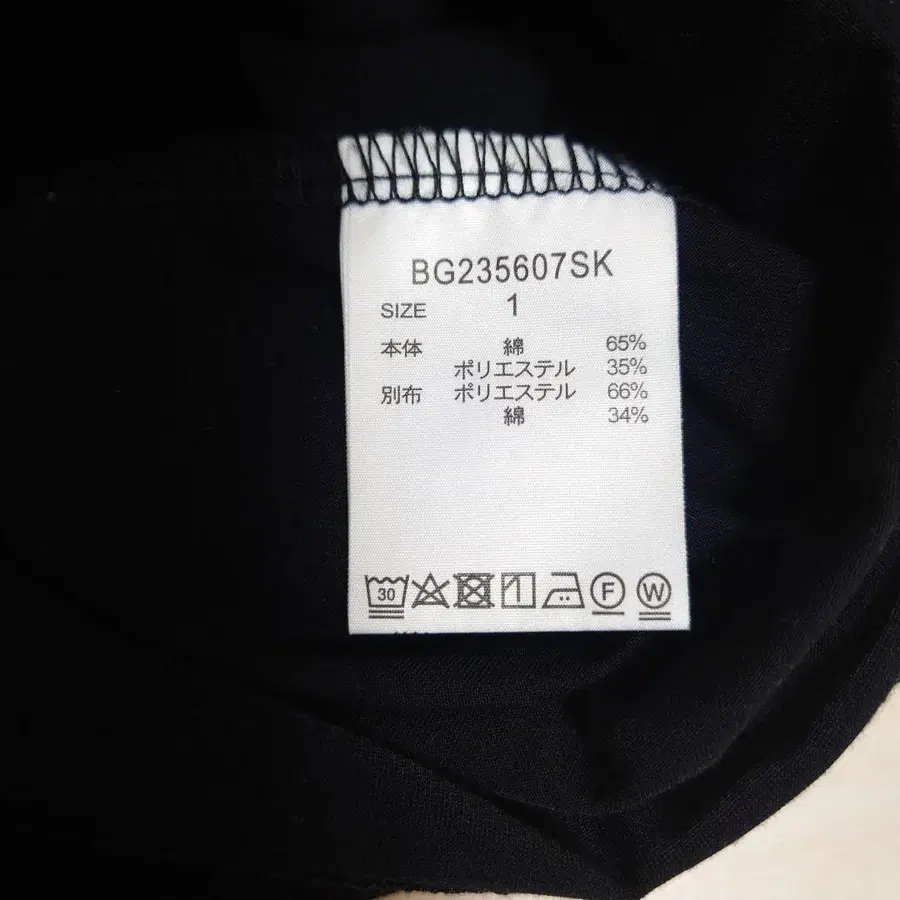 BG235607SK
SIZE 1
本体 綿 65%
ポリエステル 35%
別布 ポリエステル 66%
綿 34%
30 F W